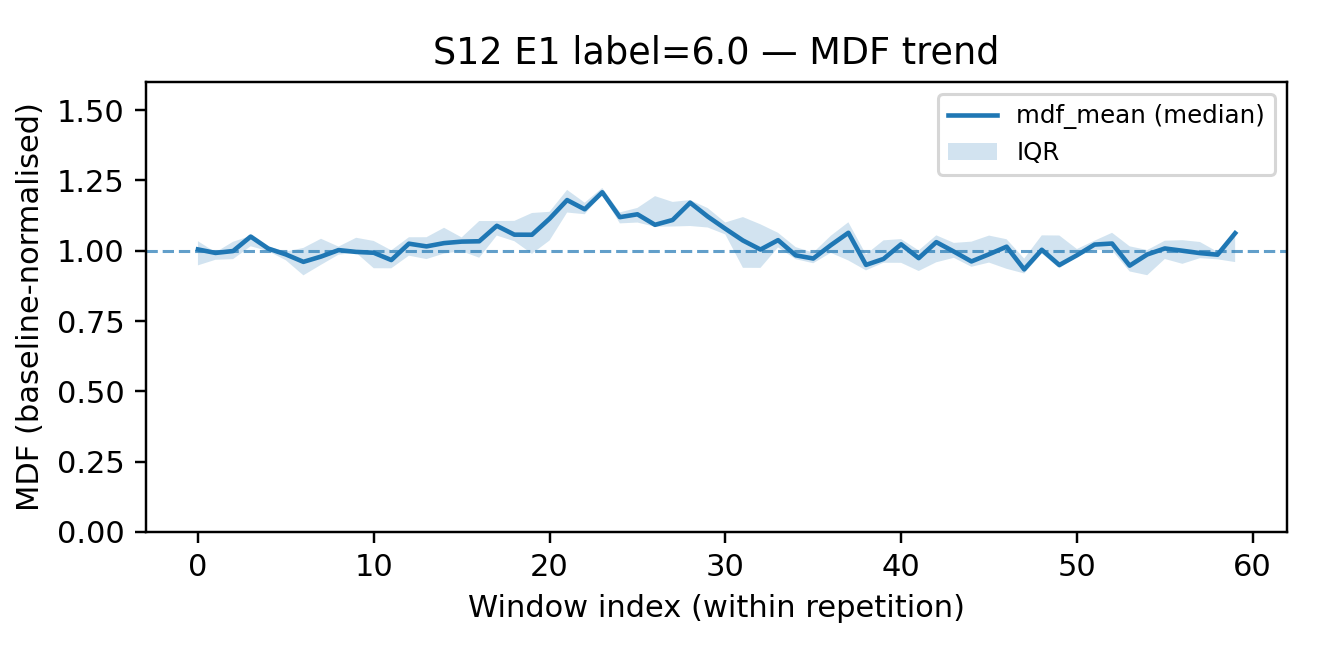 S12 E1 label=6.0 — MDF trend
mdf_mean (median)
IQR
MDF (baseline-normalised)
1.50
1.25
1.00
0.75
0.50
0.25
0.00
0 10 20 30 40 50 60
Window index (within repetition)